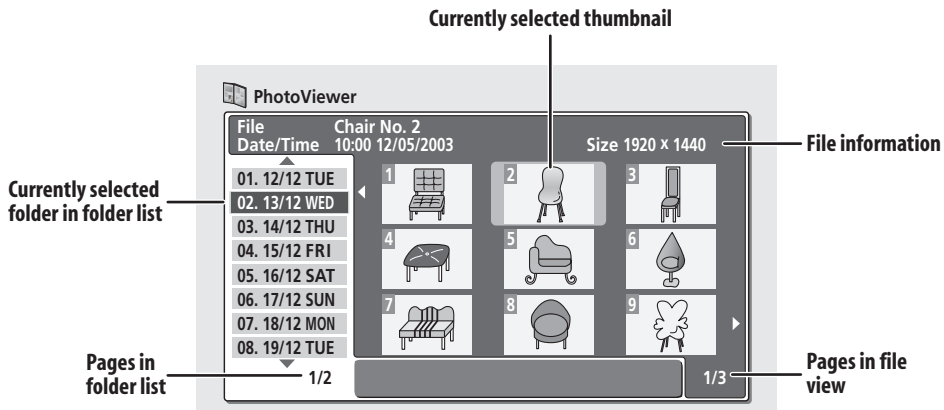 Currently selected thumbnail
PhotoViewer
File Chair No. 2
Date/Time 10:00 12/05/2003 Size 1920 x 1440
File information
Currently selected
folder in folder list
01. 12/12 TUE
02. 13/12 WED
03. 14/12 THU
04. 15/12 FRI
05. 16/12 SAT
06. 17/12 SUN
07. 18/12 MON
08. 19/12 TUE
1 2 3
4 5 6
7 8 9
Pages in
folder list
1/2
1/3
Pages in file
view